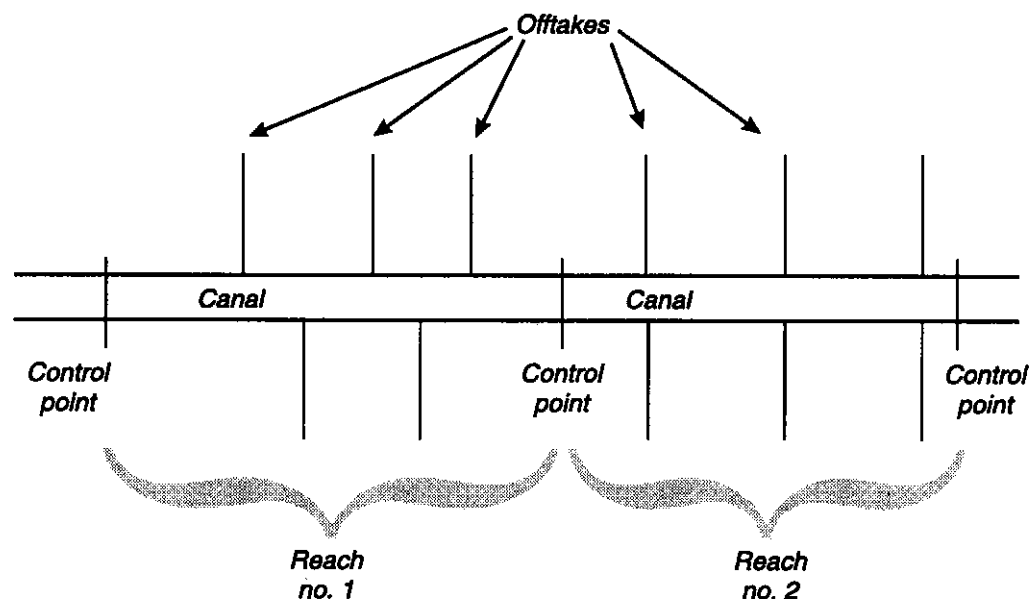 Offtakes
Canal
Canal
Control
point
Control
point
Control
point
Reach
no. 1
Reach
no. 2